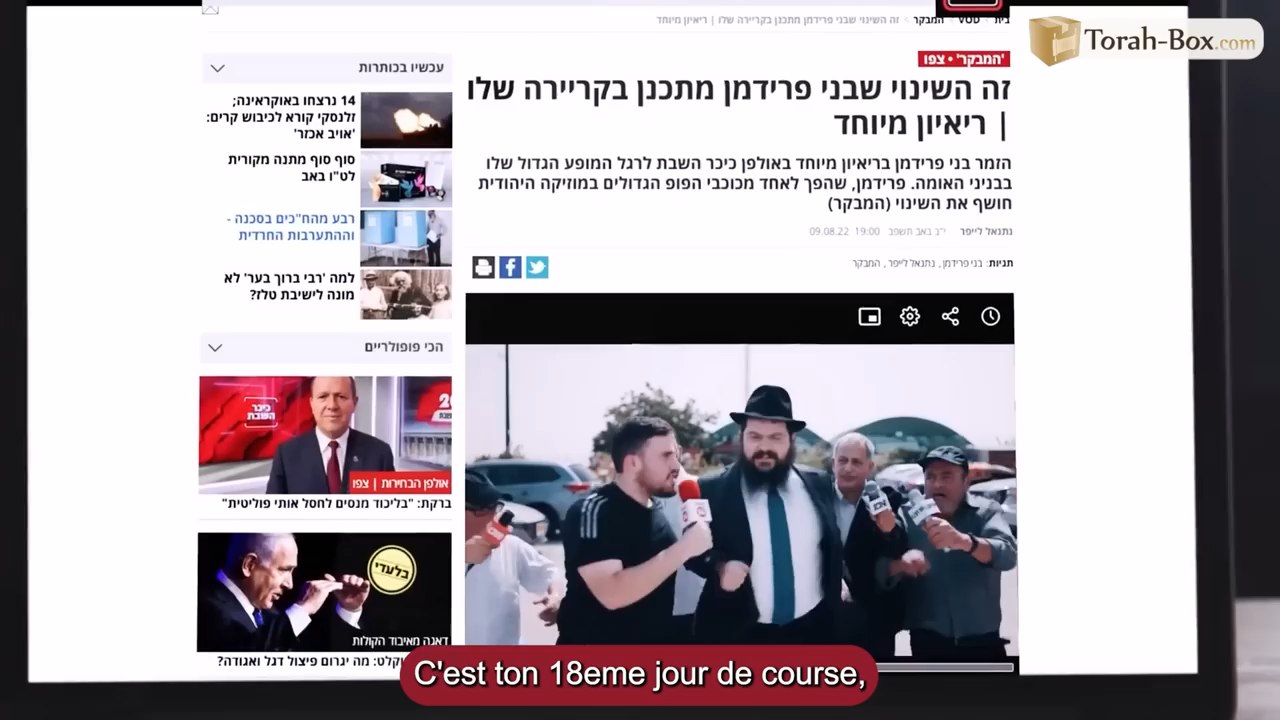 Torah-Box.com
בית › VOD › המבקר › זה השינוי שבני פרידמן מתכנן בקריירה שלו | ריאיון מיוחד
'המבקר' • צפו
זה השינוי שבני פרידמן מתכנן בקריירה שלו
| ריאיון מיוחד
הזמר בני פרידמן בריאיון מיוחד באולפן כיכר השבת לרגל המופע הגדול שלו
בבניני האומה. פרידמן, שהפך לאחד מכוכבי הפופ הגדולים במוזיקה היהודית
חושף את השינוי (המבקר)
נתנאל לייפר
י"ב באב תשפב 19:00 09.08.22
תגיות: בני פרידמן, נתנאל לייפר, המבקר
עכשיו בכותרות
14 נרצחו באוקראינה;
זלנסקי קורא לכיבוש קרים:
'אויב אכזר'
סוף סוף מתנה מקורית
לט"ו באב
רבע מהח"כים בסכנה -
וההתערבות החרדית
למה 'רבי ברוך בער' לא
מונה לישיבת טלז?
הכי פופולריים
כיכר
השבת
אולפן הבחירות | צפו
ברקת: "בליכוד מנסים לחסל אותי פוליטית"
בלעדי
דאגה מאיבוד הקולות
מה יגרום פיצול דגל ואגודה?
C'est ton 18eme jour de course,